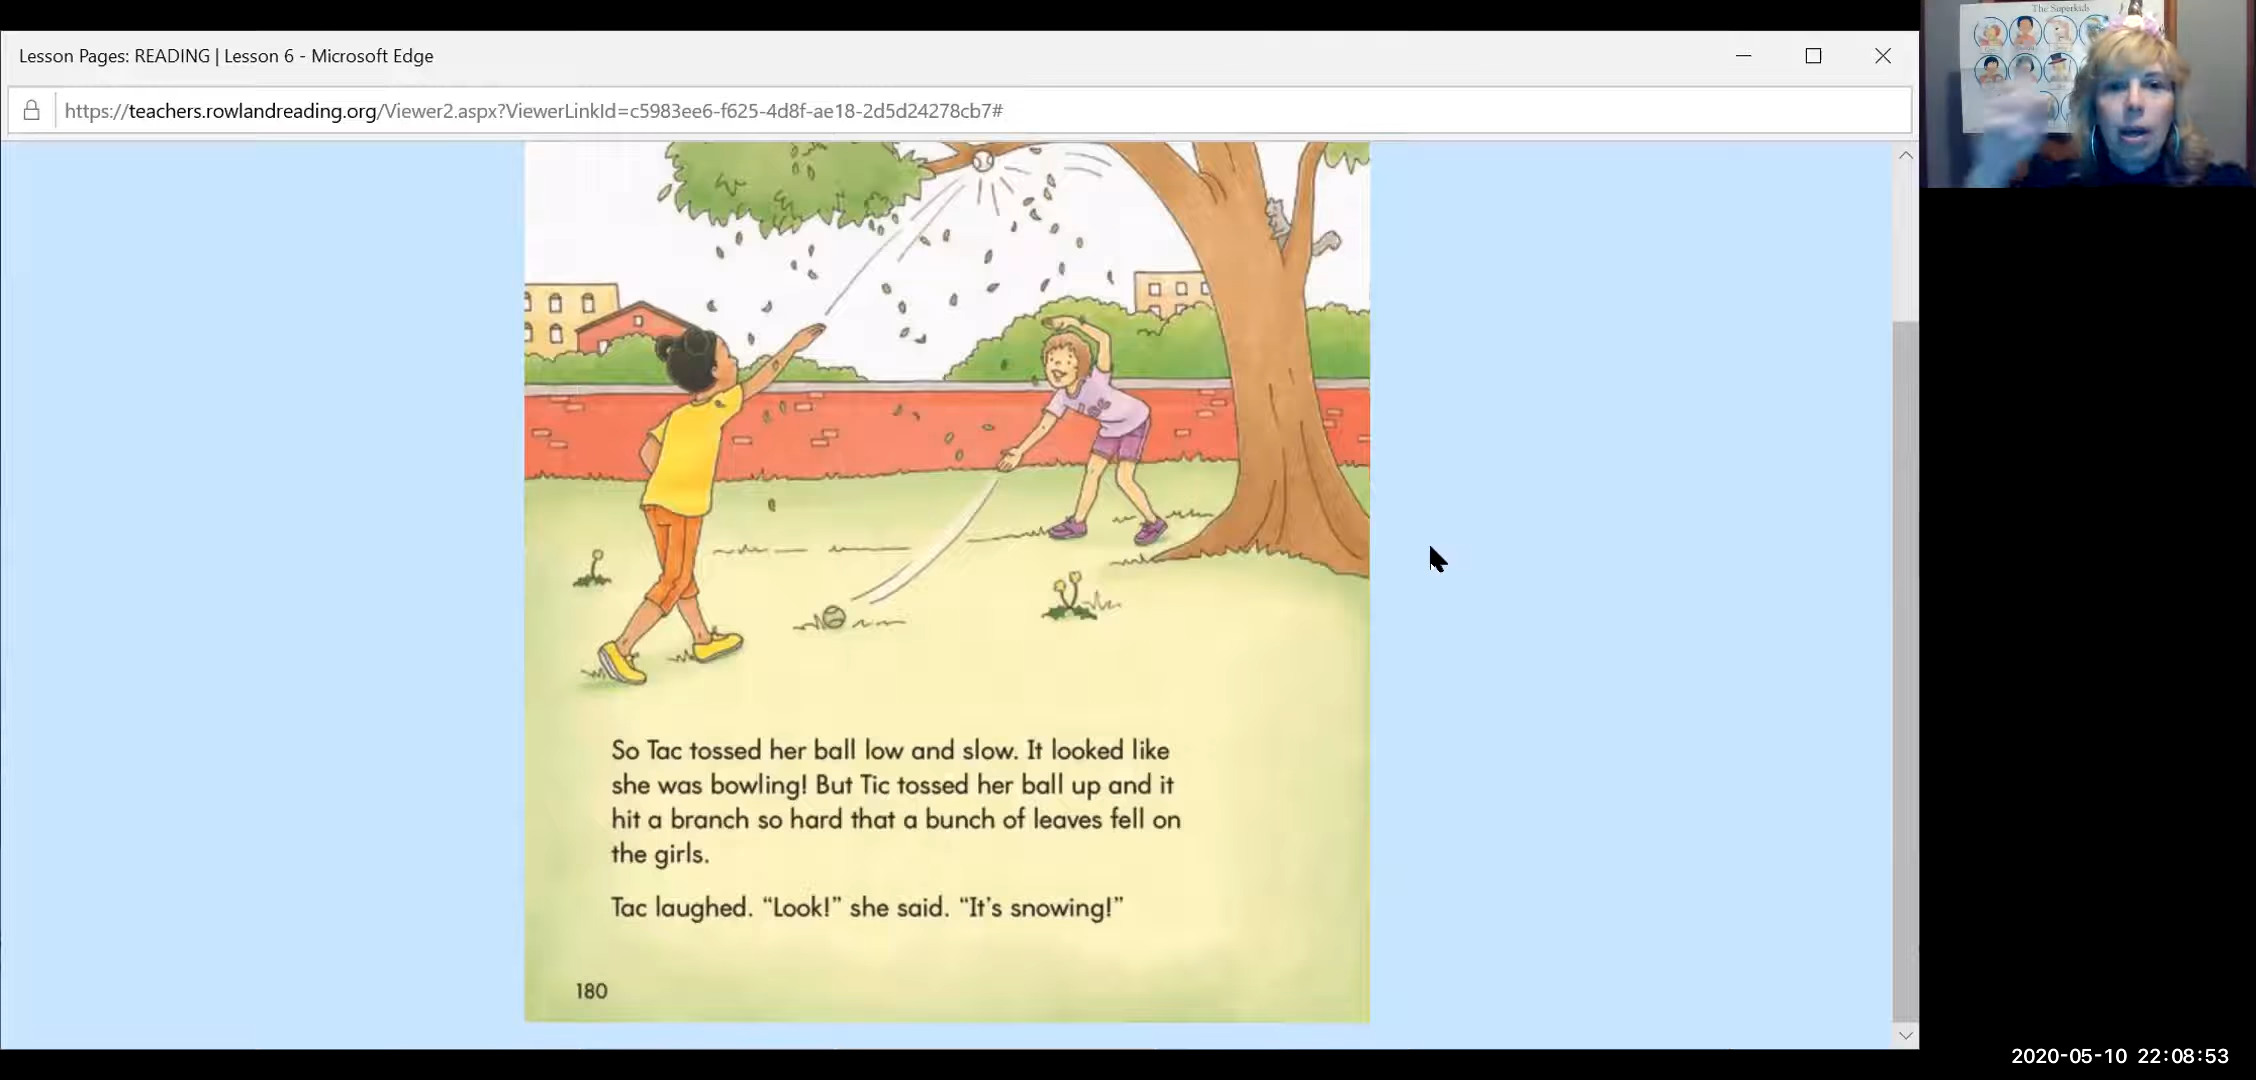 The Superkids
Lesson Pages: READING | Lesson 6 - Microsoft Edge
https://teachers.rowlandreading.org/Viewer2.aspx?ViewerLinkId=c5983ee6-f625-4d8f-ae18-2d5d24278cb7#
So Tac tossed her ball low and slow. It looked like
she was bowling! But Tic tossed her ball up and it
hit a branch so hard that a bunch of leaves fell on
the girls.
Tac laughed. “Look!” she said. “It’s snowing!”
180
2020-05-10 22:08:53